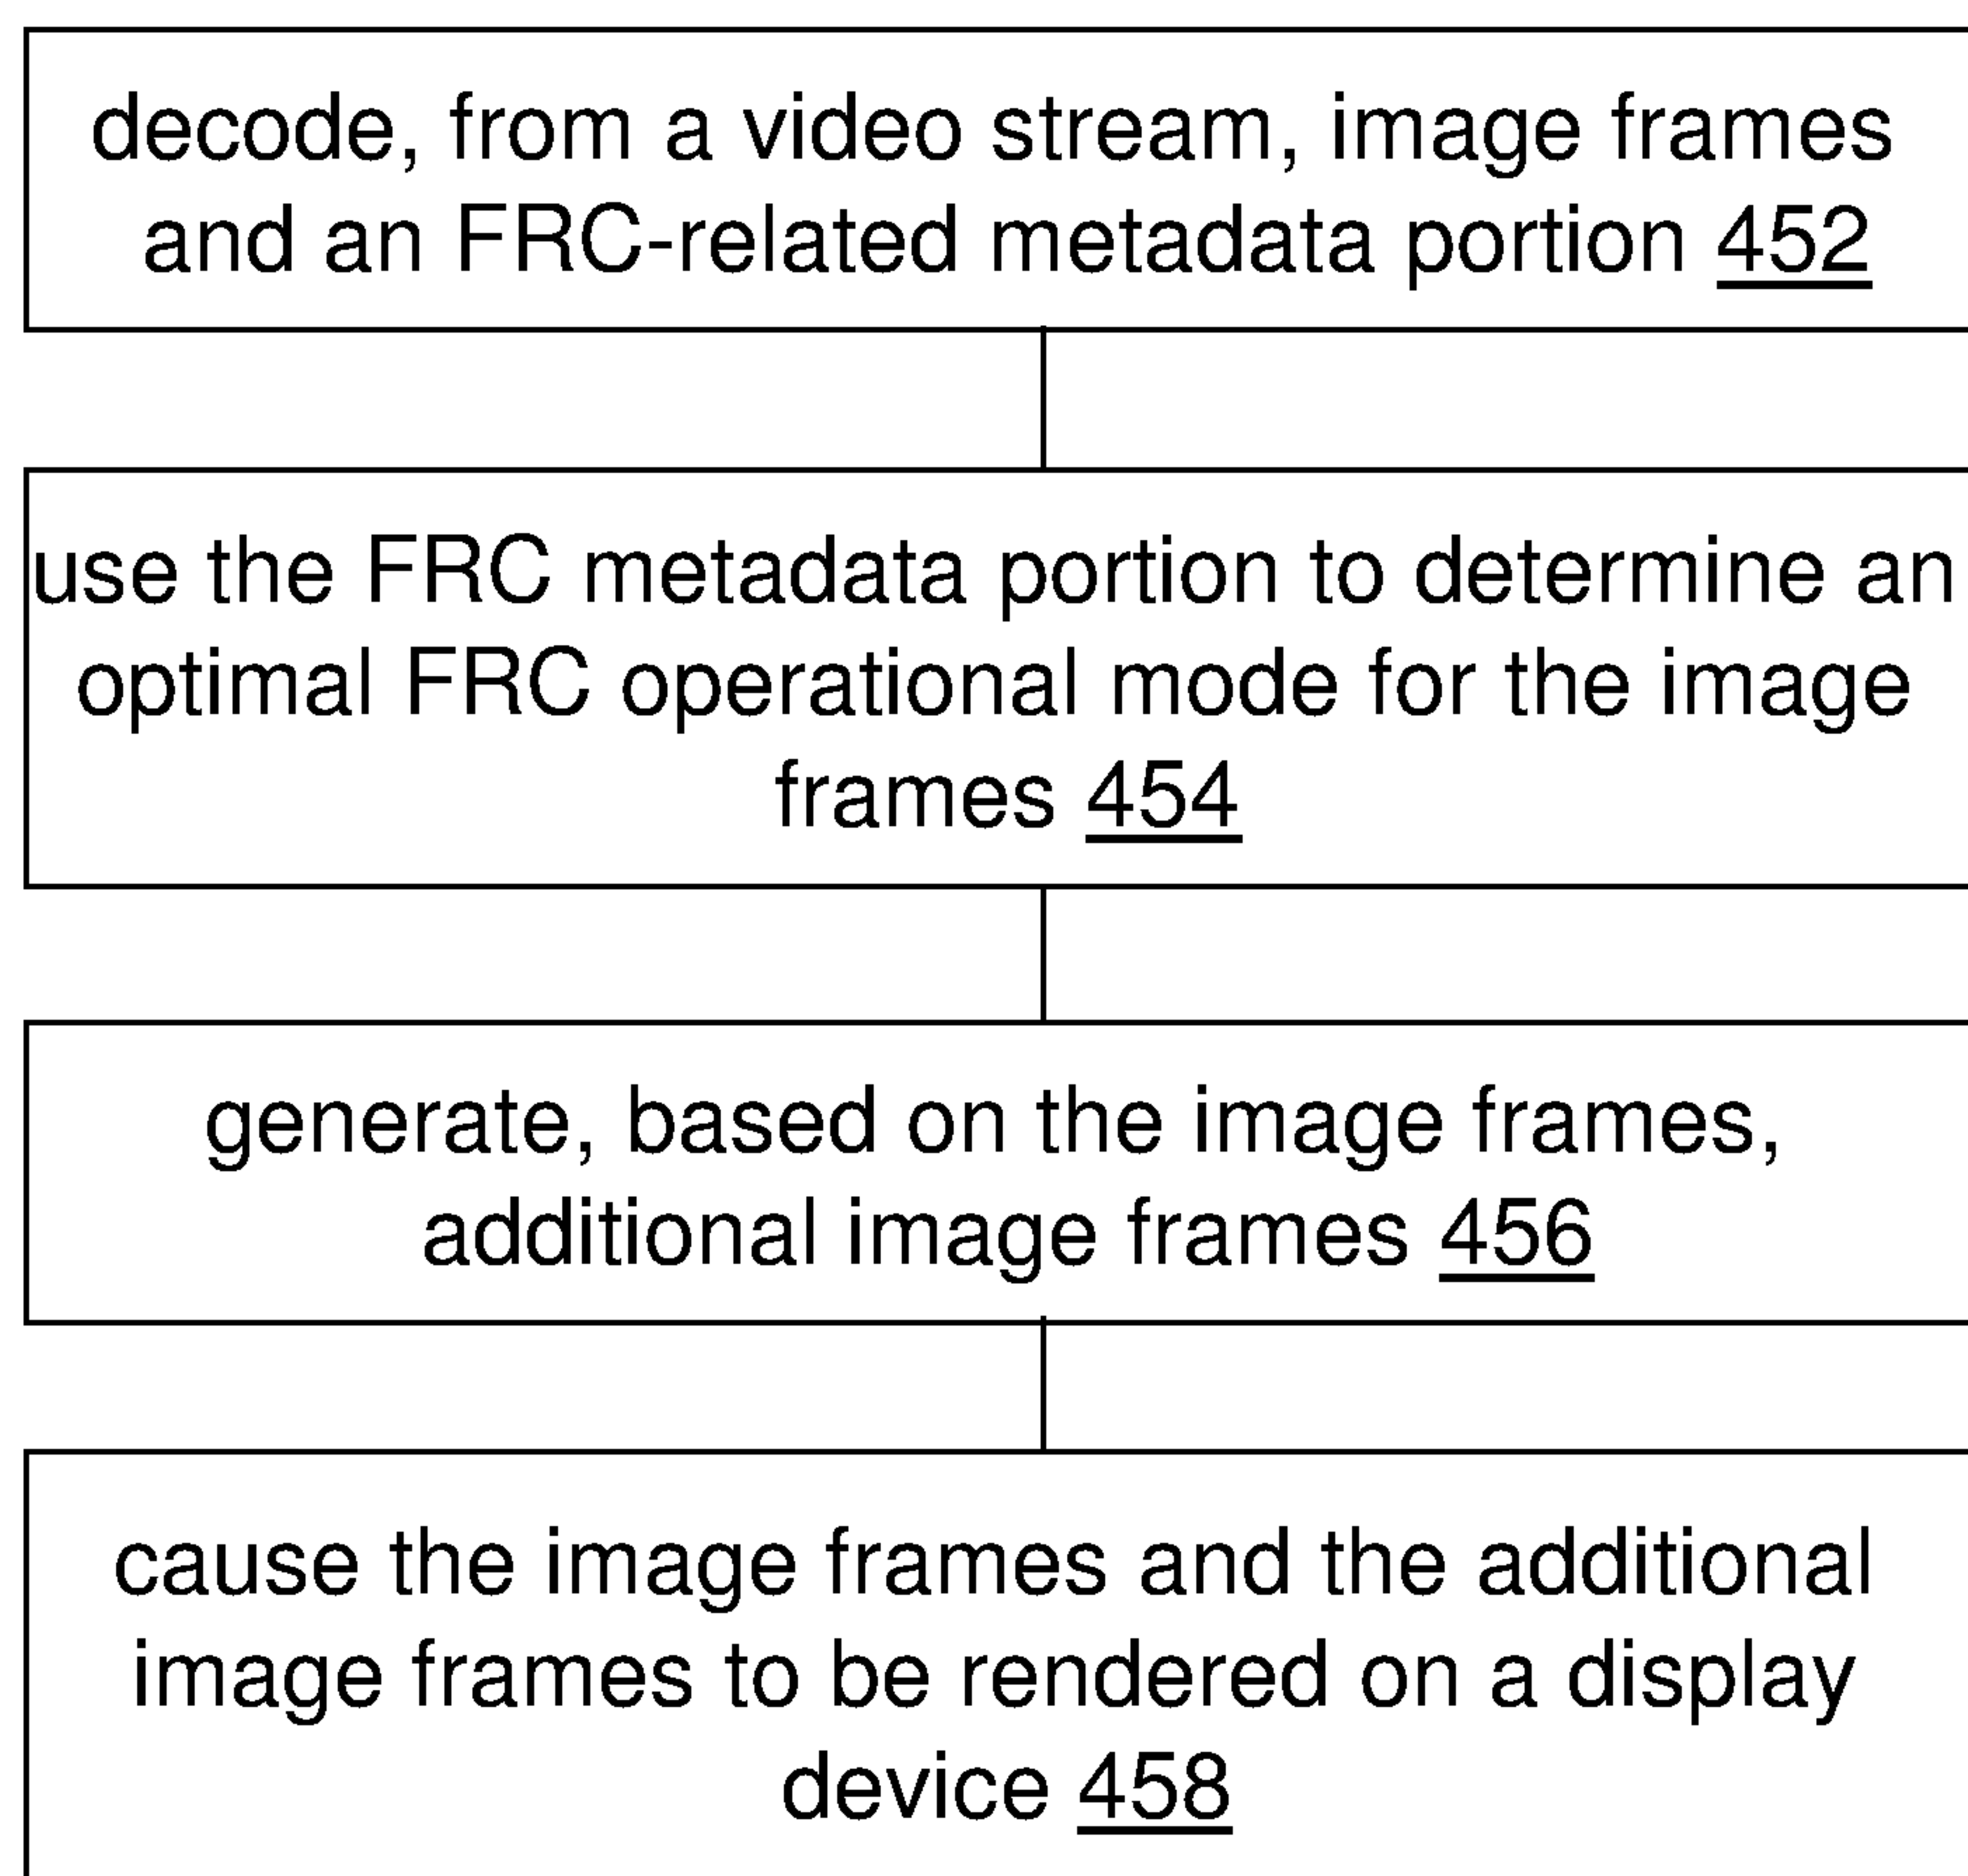 decode, from a video stream, image frames
and an FRC-related metadata portion 452
use the FRC metadata portion to determine an
optimal FRC operational mode for the image
frames 454
generate, based on the image frames,
additional image frames 456
cause the image frames and the additional
image frames to be rendered on a display
device 458